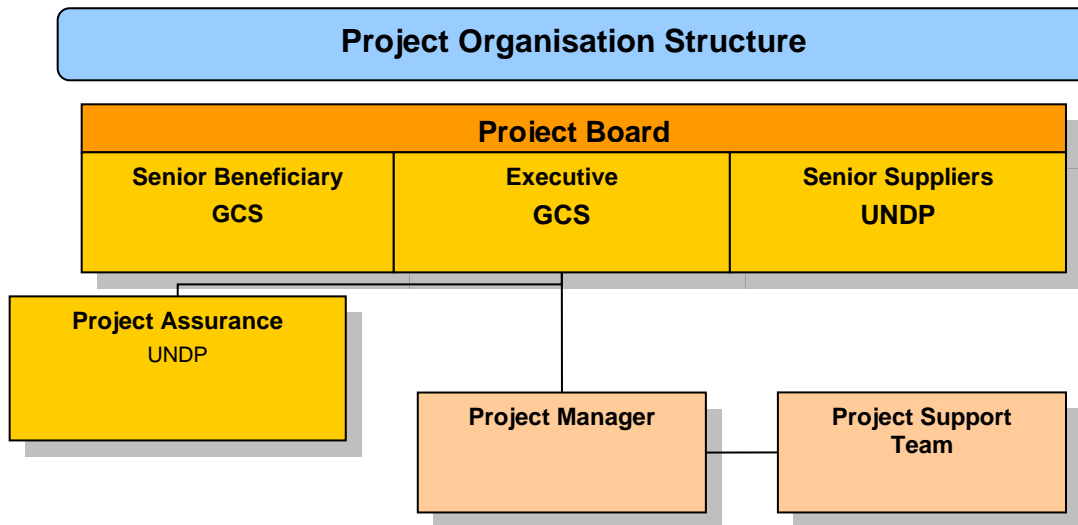 Project Organisation Structure
Project Board
Senior Beneficiary
GCS
Executive
GCS
Senior Suppliers
UNDP
Project Assurance
UNDP
Project Manager
Project Support
Team